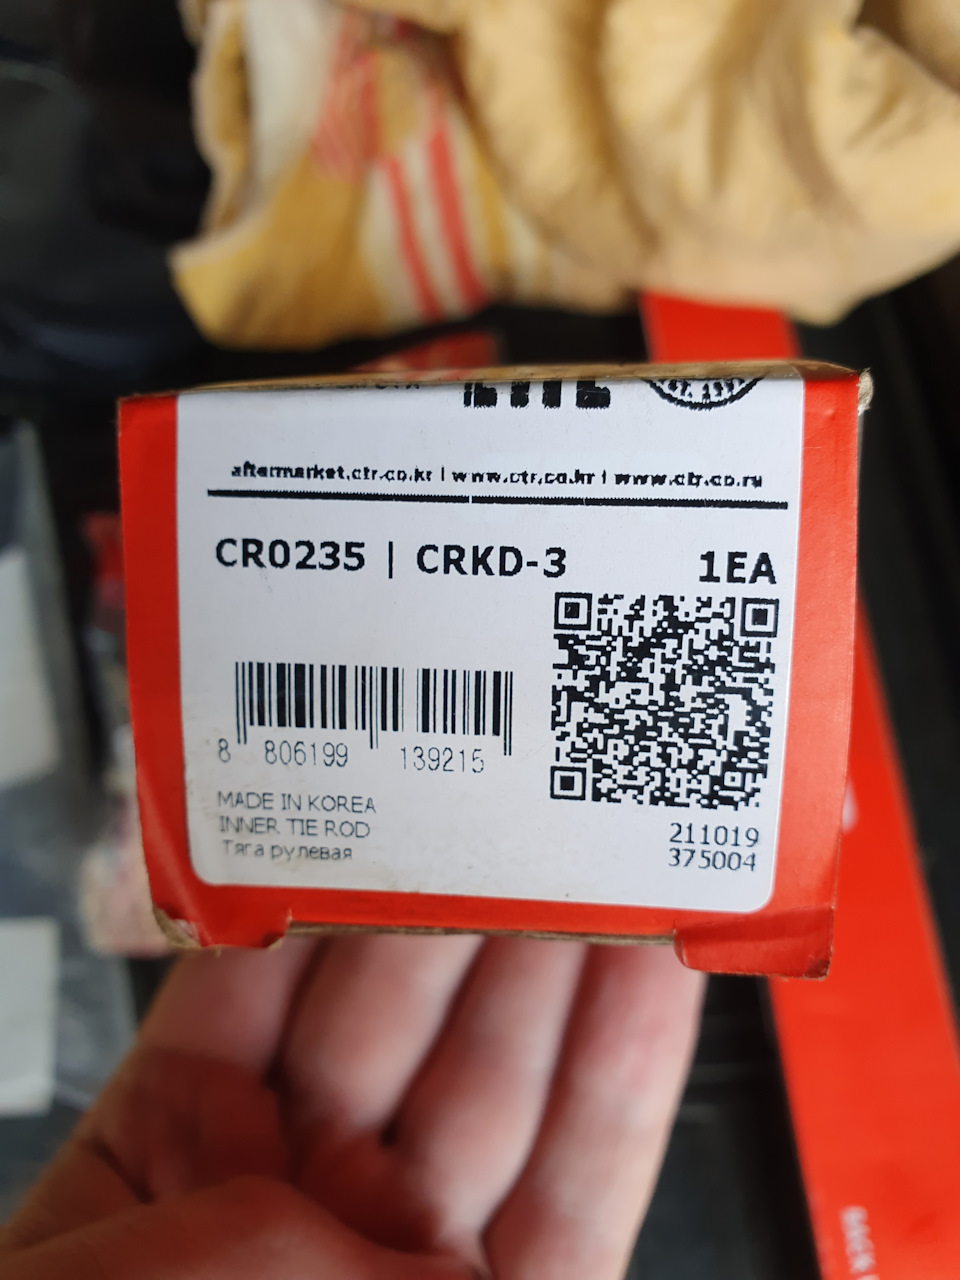 aftermarket.ctr.co.kr | www.ctr.co.kr | www.ctr.co.ru
CR0235 | CRKD-3 1EA
8 806199 139215
MADE IN KOREA
INNER TIE ROD
Тяга рулевая
211019
375004